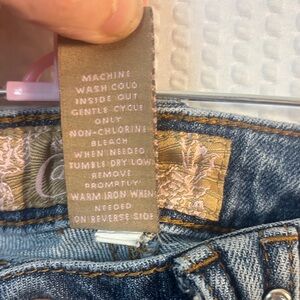 MACHINE
WASH COLD
INSIDE OUT
GENTLE CYCLE
ONLY
NON-CHLORINE
BLEACH
WHEN NEEDED
TUMBLE DRY LOW
REMOVE
PROMPTLY
WARM IRON WHEN
NEEDED
ON REVERSE SIDE